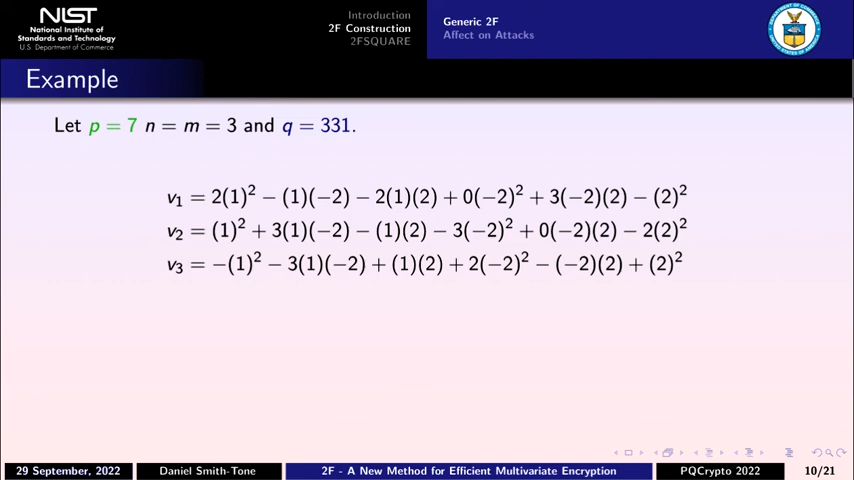 NIST
National Institute of
Standards and Technology
U.S. Department of Commerce
Introduction
2F Construction
2FSQUARE
Generic 2F
Affect on Attacks
Example
Let p = 7 n = m = 3 and q = 331.
v₁ = 2(1)² − (1)(−2) − 2(1)(2) + 0(−2)² + 3(−2)(2) − (2)²
v₂ = (1)² + 3(1)(−2) − (1)(2) − 3(−2)² + 0(−2)(2) − 2(2)²
v₃ = −(1)² − 3(1)(−2) + (1)(2) + 2(−2)² − (−2)(2) + (2)²
29 September, 2022 Daniel Smith-Tone 2F - A New Method for Efficient Multivariate Encryption PQCrypto 2022 10/21